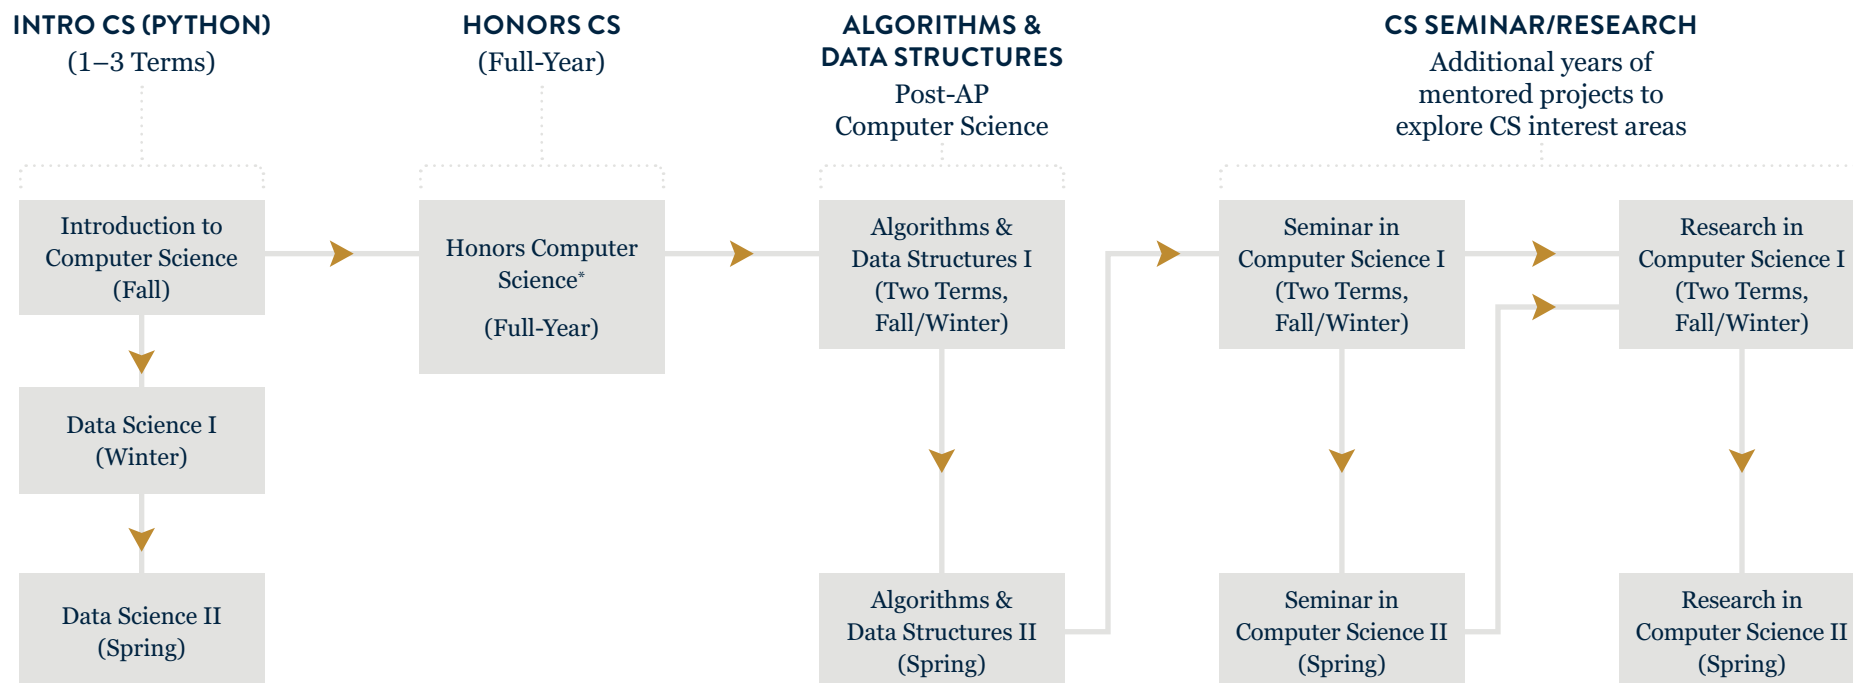 INTRO CS (PYTHON)
(1–3 Terms)
HONORS CS
(Full-Year)
ALGORITHMS &
DATA STRUCTURES
Post-AP
Computer Science
CS SEMINAR/RESEARCH
Additional years of
mentored projects to
explore CS interest areas
Introduction to
Computer Science
(Fall)
Honors Computer
Science*
(Full-Year)
Algorithms &
Data Structures I
(Two Terms,
Fall/Winter)
Seminar in
Computer Science I
(Two Terms,
Fall/Winter)
Research in
Computer Science I
(Two Terms,
Fall/Winter)
Data Science I
(Winter)
Data Science II
(Spring)
Algorithms &
Data Structures II
(Spring)
Seminar in
Computer Science II
(Spring)
Research in
Computer Science II
(Spring)